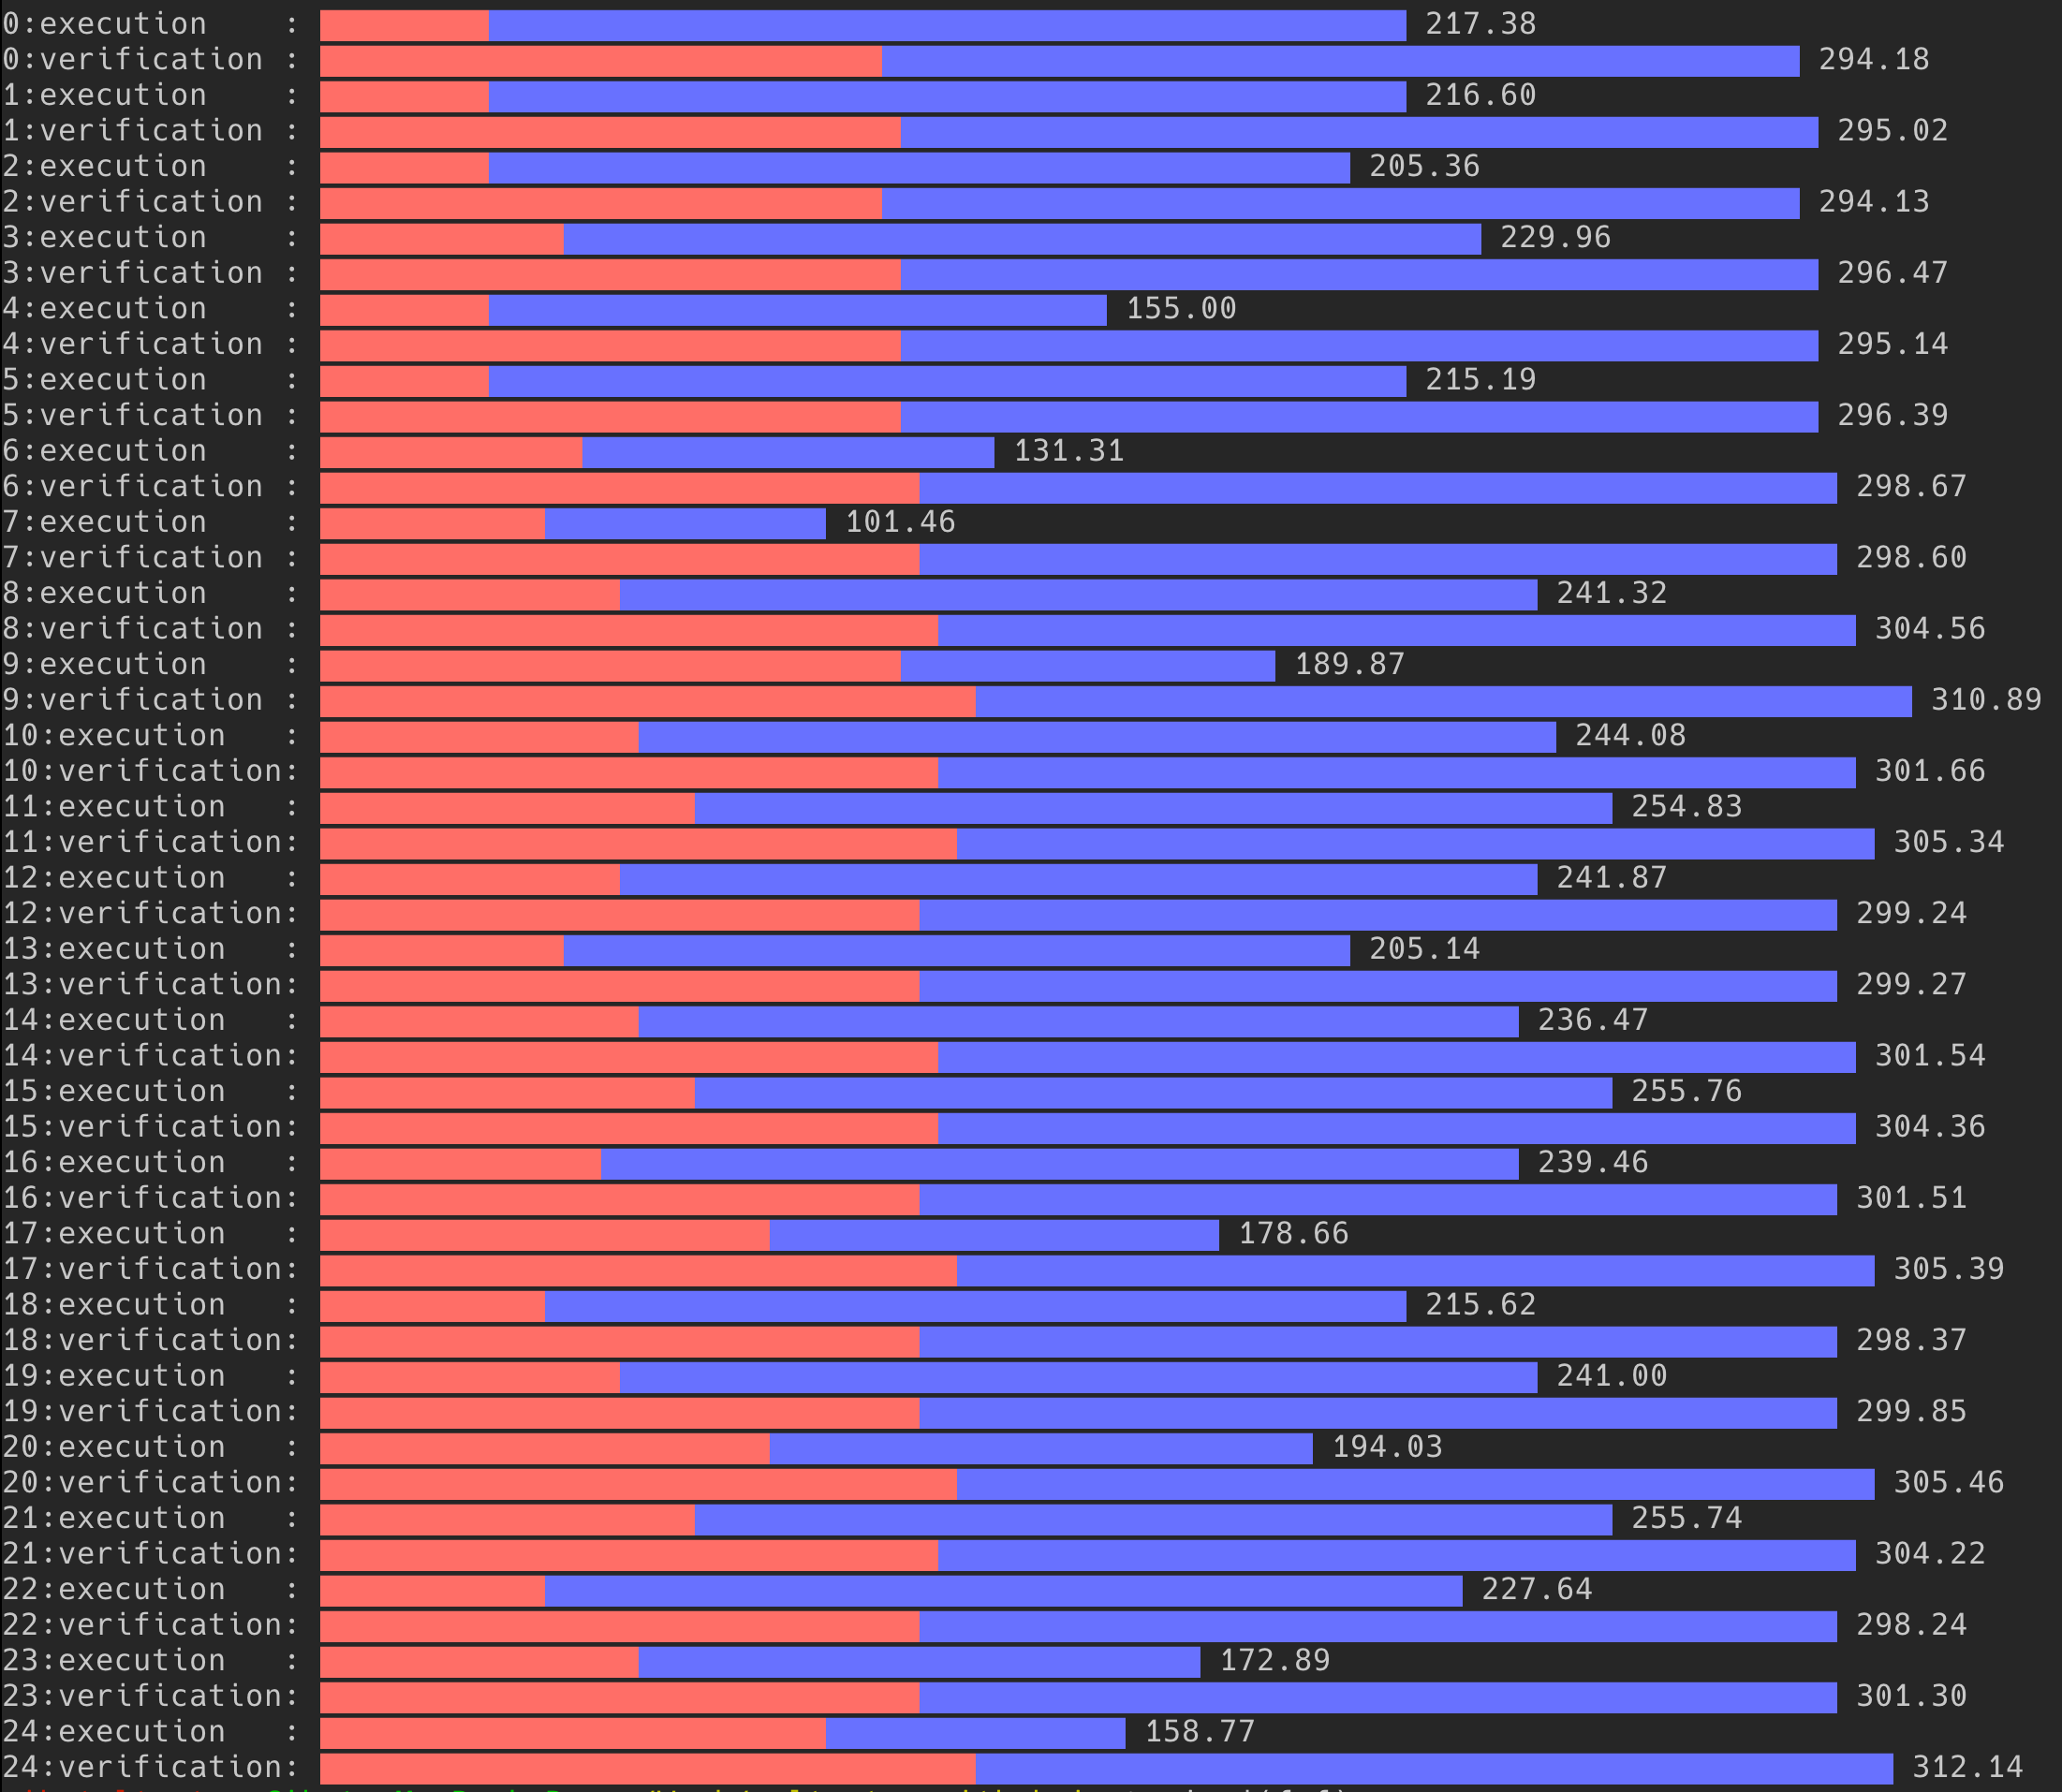 0:execution : 217.38
0:verification : 294.18
1:execution : 216.60
1:verification : 295.02
2:execution : 205.36
2:verification : 294.13
3:execution : 229.96
3:verification : 296.47
4:execution : 155.00
4:verification : 295.14
5:execution : 215.19
5:verification : 296.39
6:execution : 131.31
6:verification : 298.67
7:execution : 101.46
7:verification : 298.60
8:execution : 241.32
8:verification : 304.56
9:execution : 189.87
9:verification : 310.89
10:execution : 244.08
10:verification: 301.66
11:execution : 254.83
11:verification: 305.34
12:execution : 241.87
12:verification: 299.24
13:execution : 205.14
13:verification: 299.27
14:execution : 236.47
14:verification: 301.54
15:execution : 255.76
15:verification: 304.36
16:execution : 239.46
16:verification: 301.51
17:execution : 178.66
17:verification: 305.39
18:execution : 215.62
18:verification: 298.37
19:execution : 241.00
19:verification: 299.85
20:execution : 194.03
20:verification: 305.46
21:execution : 255.74
21:verification: 304.22
22:execution : 227.64
22:verification: 298.24
23:execution : 172.89
23:verification: 301.30
24:execution : 158.77
24:verification: 312.14